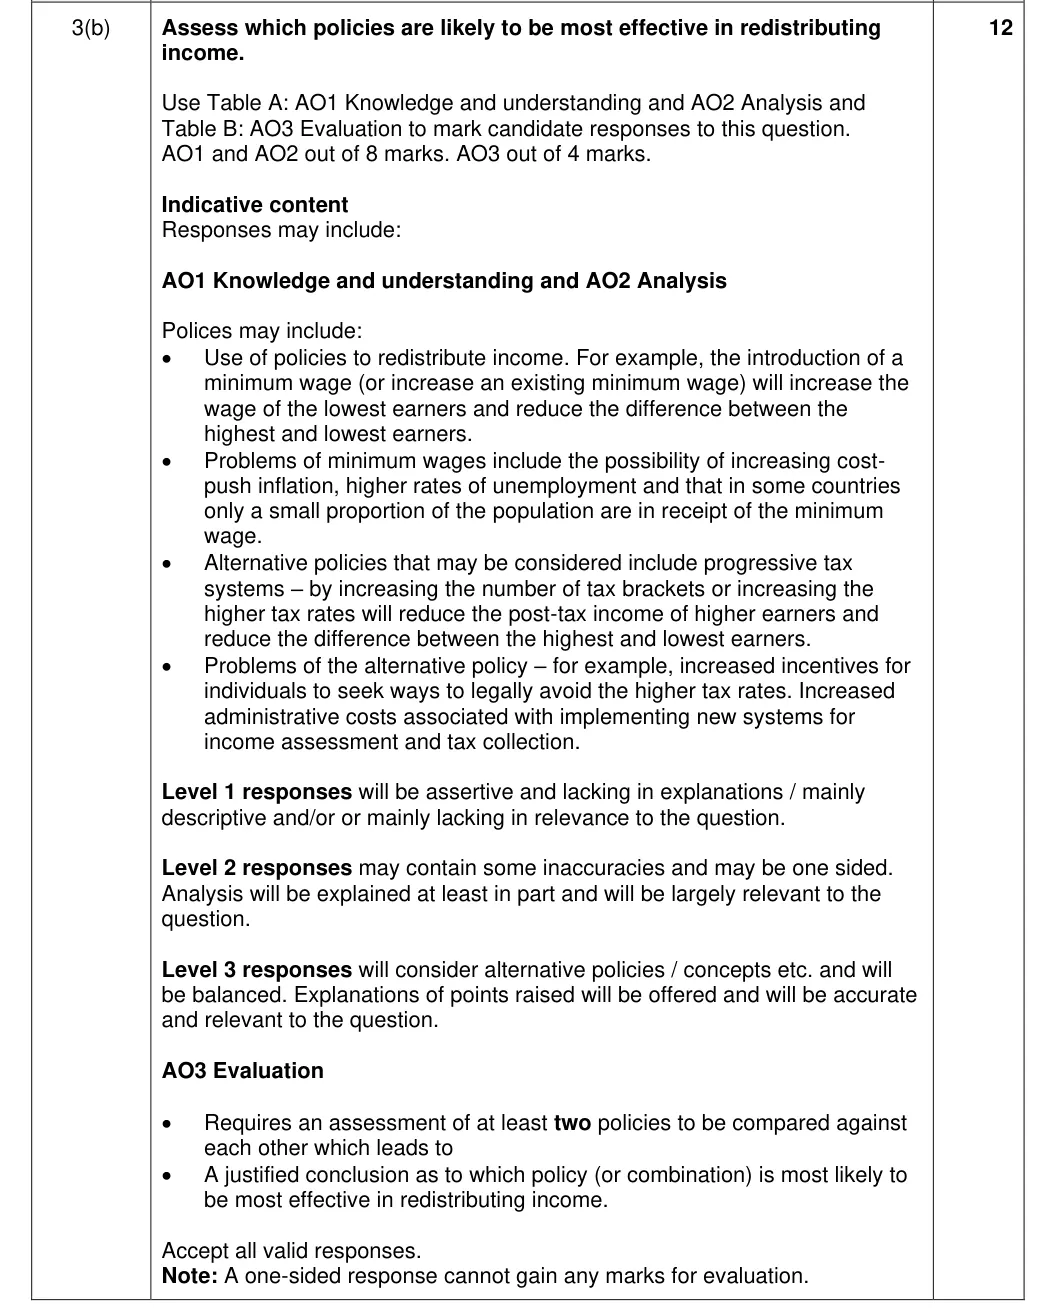 3(b) Assess which policies are likely to be most effective in redistributing 12
income.
Use Table A: AO1 Knowledge and understanding and AO2 Analysis and
Table B: AO3 Evaluation to mark candidate responses to this question.
AO1 and AO2 out of 8 marks. AO3 out of 4 marks.
Indicative content
Responses may include:
AO1 Knowledge and understanding and AO2 Analysis
Polices may include:
• Use of policies to redistribute income. For example, the introduction of a
minimum wage (or increase an existing minimum wage) will increase the
wage of the lowest earners and reduce the difference between the
highest and lowest earners.
• Problems of minimum wages include the possibility of increasing cost-
push inflation, higher rates of unemployment and that in some countries
only a small proportion of the population are in receipt of the minimum
wage.
• Alternative policies that may be considered include progressive tax
systems – by increasing the number of tax brackets or increasing the
higher tax rates will reduce the post-tax income of higher earners and
reduce the difference between the highest and lowest earners.
• Problems of the alternative policy – for example, increased incentives for
individuals to seek ways to legally avoid the higher tax rates. Increased
administrative costs associated with implementing new systems for
income assessment and tax collection.
Level 1 responses will be assertive and lacking in explanations / mainly
descriptive and/or or mainly lacking in relevance to the question.
Level 2 responses may contain some inaccuracies and may be one sided.
Analysis will be explained at least in part and will be largely relevant to the
question.
Level 3 responses will consider alternative policies / concepts etc. and will
be balanced. Explanations of points raised will be offered and will be accurate
and relevant to the question.
AO3 Evaluation
• Requires an assessment of at least two policies to be compared against
each other which leads to
• A justified conclusion as to which policy (or combination) is most likely to
be most effective in redistributing income.
Accept all valid responses.
Note: A one-sided response cannot gain any marks for evaluation.